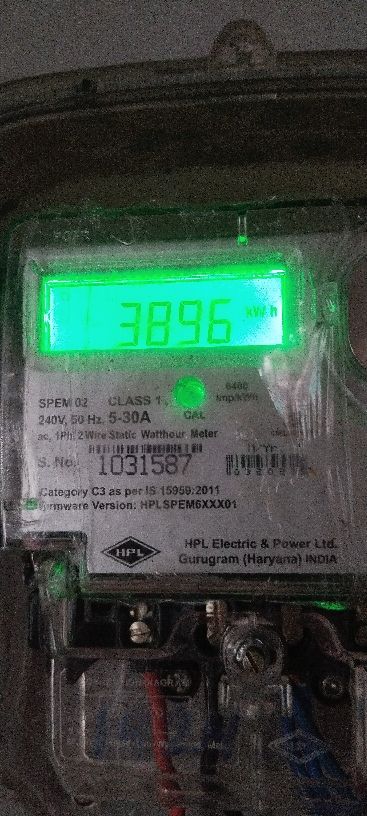 3896 kW h
SPEM 02 CLASS 1 6400
imp/kWh
240V, 50 Hz. 5-30A CAL
ac, 1Ph. 2 Wire Static Watthour Meter
S. No. 1031587
Category C3 as per IS 15959:2011
Firmware Version: HPLSPEM6XXX01
HPL
HPL Electric & Power Ltd.
Gurugram (Haryana) INDIA